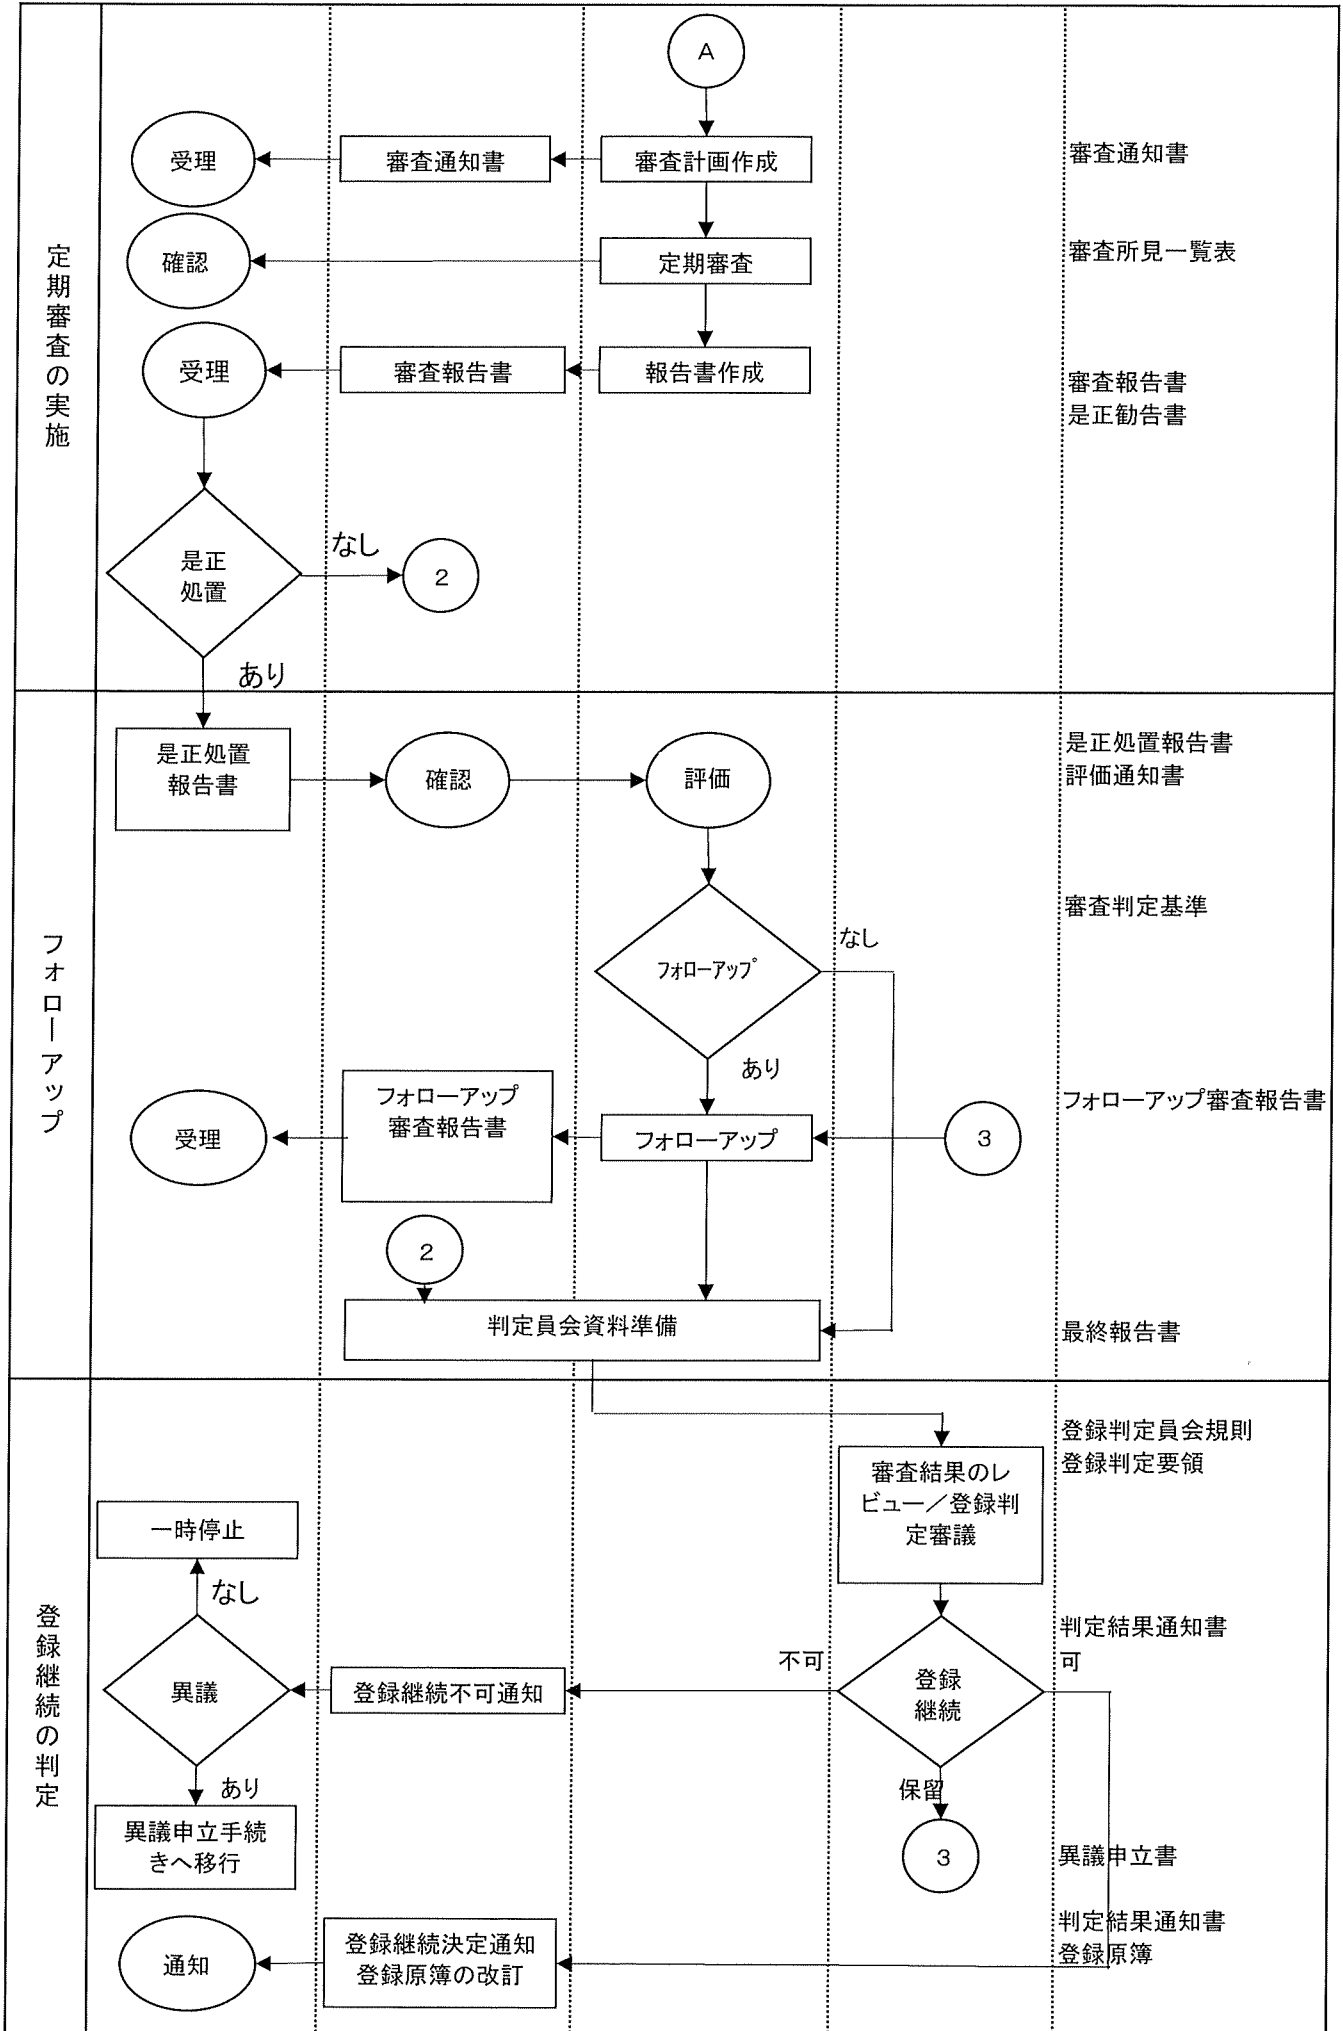 A
受理
審査通知書
審査計画作成
審査通知書
確認
定期審査
審査所見一覧表
定期審査の実施
受理
審査報告書
報告書作成
審査報告書
是正勧告書
是正
処置
なし
2
あり
是正処置
報告書
確認
評価
是正処置報告書
評価通知書
審査判定基準
フォローアップ
フォローアップ
なし
あり
受理
フォローアップ
審査報告書
フォローアップ
3
フォローアップ審査報告書
2
判定員会資料準備
最終報告書
登録判定員会規則
登録判定要領
審査結果のレ
ビュー／登録判
定審議
一時停止
なし
登録継続の判定
異議
登録継続不可通知
不可
登録
継続
判定結果通知書
可
あり
保留
異議申立手続
きへ移行
3
異議申立書
通知
登録継続決定通知
登録原簿の改訂
判定結果通知書
登録原簿